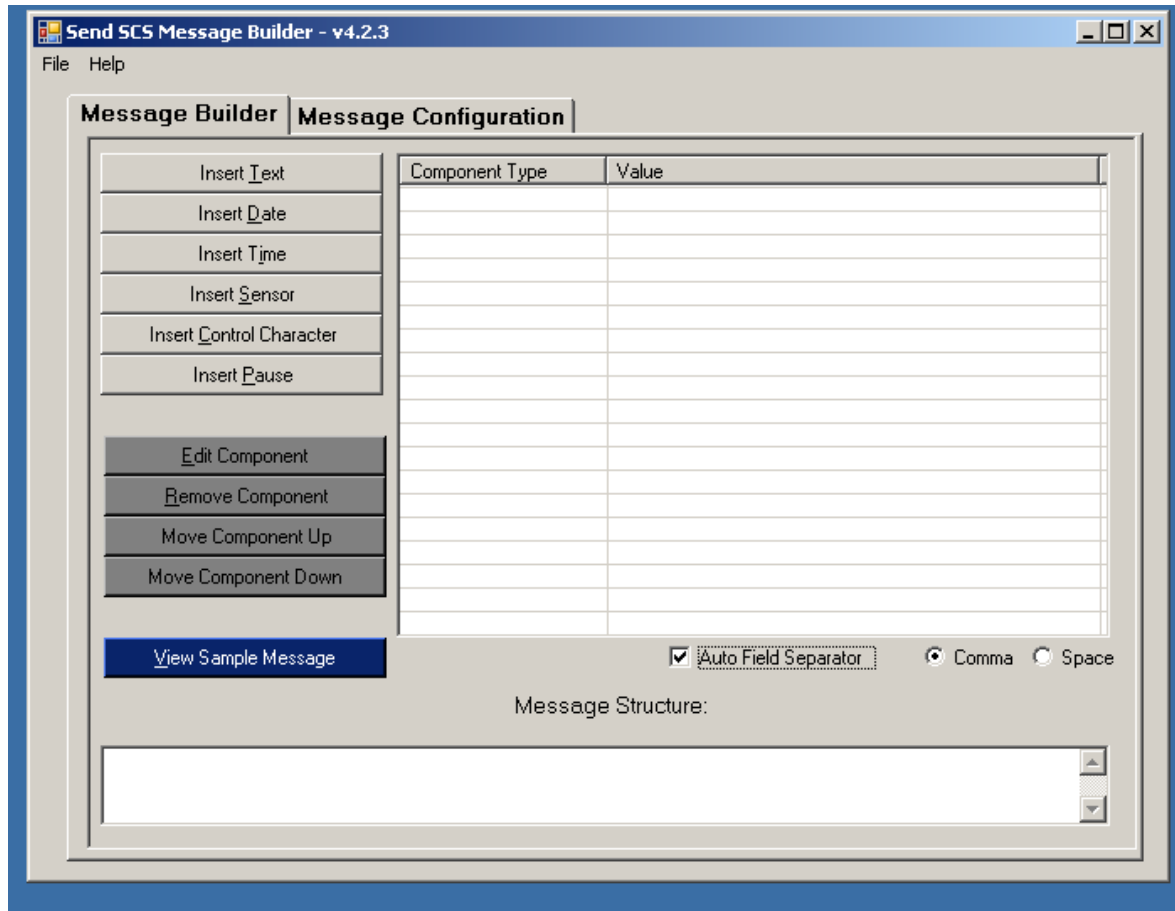 Send SCS Message Builder - v4.2.3
File Help
Message Builder Message Configuration
Insert Text
Insert Date
Insert Time
Insert Sensor
Insert Control Character
Insert Pause
Edit Component
Remove Component
Move Component Up
Move Component Down
View Sample Message
Component Type Value
Auto Field Separator Comma Space
Message Structure: